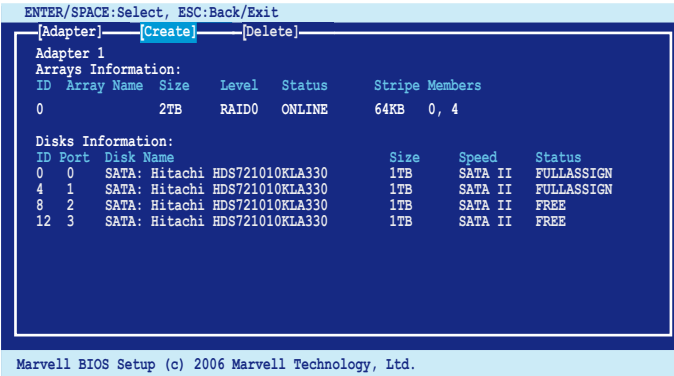 ENTER/SPACE:Select, ESC:Back/Exit
[Adapter] [Create] [Delete]
Adapter 1
Arrays Information:
ID Array Name Size Level Status Stripe Members
0 2TB RAID0 ONLINE 64KB 0, 4
Disks Information:
ID Port Disk Name Size Speed Status
0 0 SATA: Hitachi HDS721010KLA330 1TB SATA II FULLASSIGN
4 1 SATA: Hitachi HDS721010KLA330 1TB SATA II FULLASSIGN
8 2 SATA: Hitachi HDS721010KLA330 1TB SATA II FREE
12 3 SATA: Hitachi HDS721010KLA330 1TB SATA II FREE
Marvell BIOS Setup (c) 2006 Marvell Technology, Ltd.